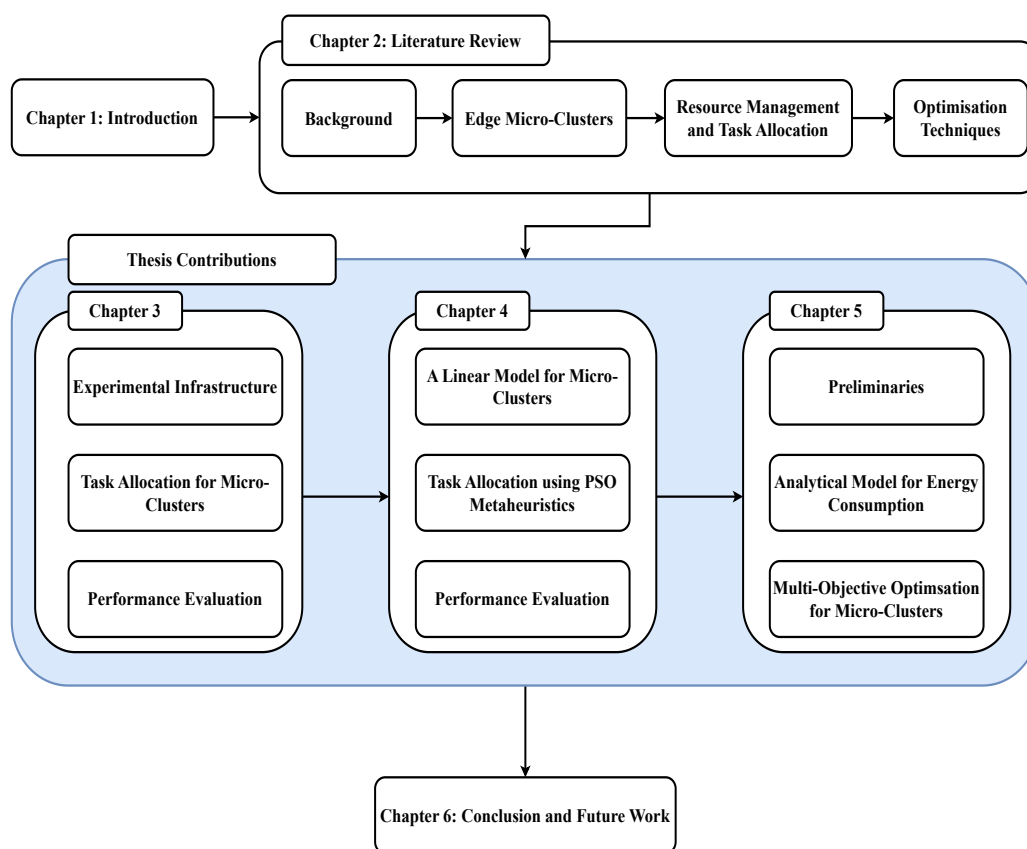 Chapter 2: Literature Review
Chapter 1: Introduction
Background
Edge Micro-Clusters
Resource Management
and Task Allocation
Optimisation
Techniques
Thesis Contributions
Chapter 3
Experimental Infrastructure
Task Allocation for Micro-
Clusters
Performance Evaluation
Chapter 4
A Linear Model for Micro-
Clusters
Task Allocation using PSO
Metaheuristics
Performance Evaluation
Chapter 5
Preliminaries
Analytical Model for Energy
Consumption
Multi-Objective Optimsation
for Micro-Clusters
Chapter 6: Conclusion and Future Work